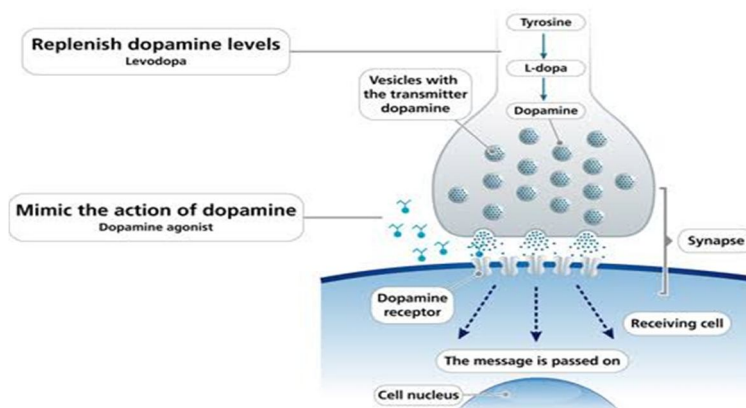 Tyrosine
Replenish dopamine levels
Levodopa
L-dopa
Vesicles with
the transmitter
dopamine
Dopamine
Mimic the action of dopamine
Dopamine agonist
Synapse
Dopamine
receptor
Receiving cell
The message is passed on
Cell nucleus